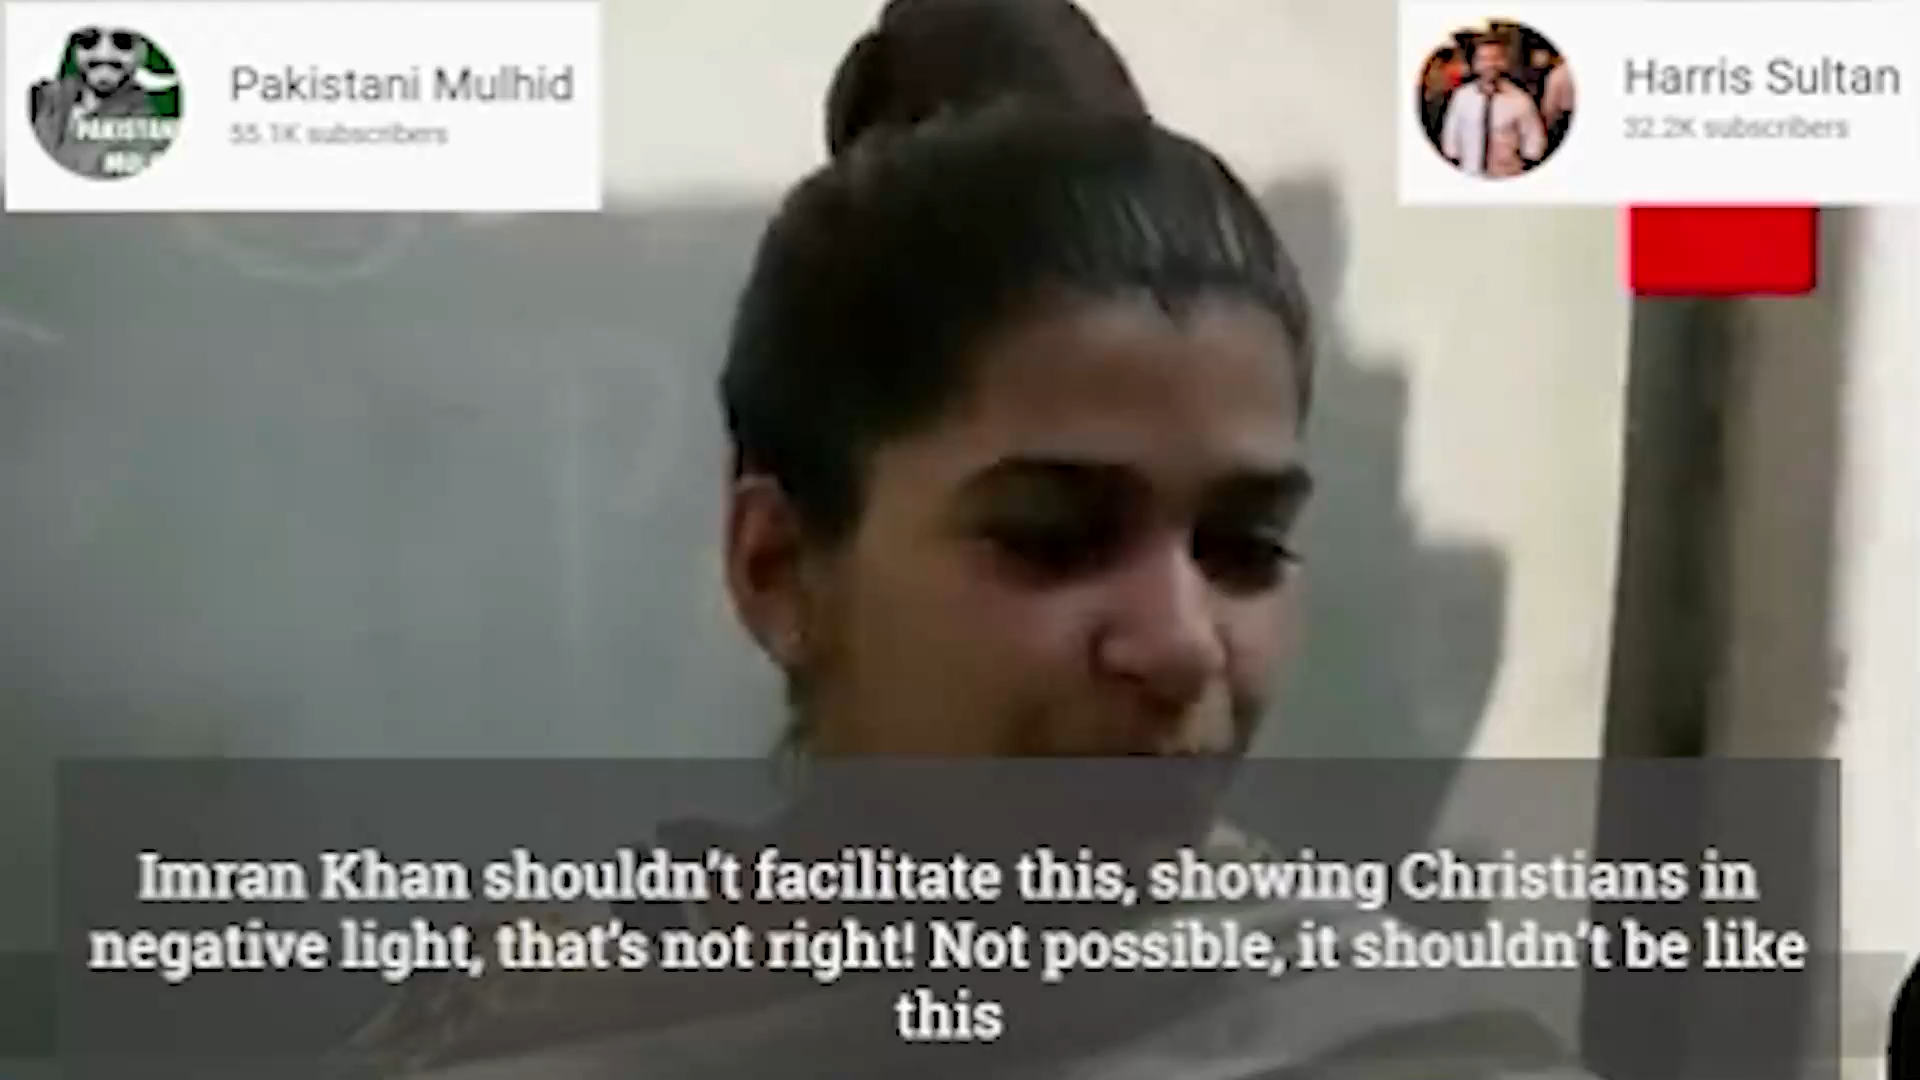 Pakistani Mulhid
55.1K subscribers
Harris Sultan
32.2K subscribers
PAKISTAN
Imran Khan shouldn't facilitate this, showing Christians in
negative light, that's not right! Not possible, it shouldn't be like
this